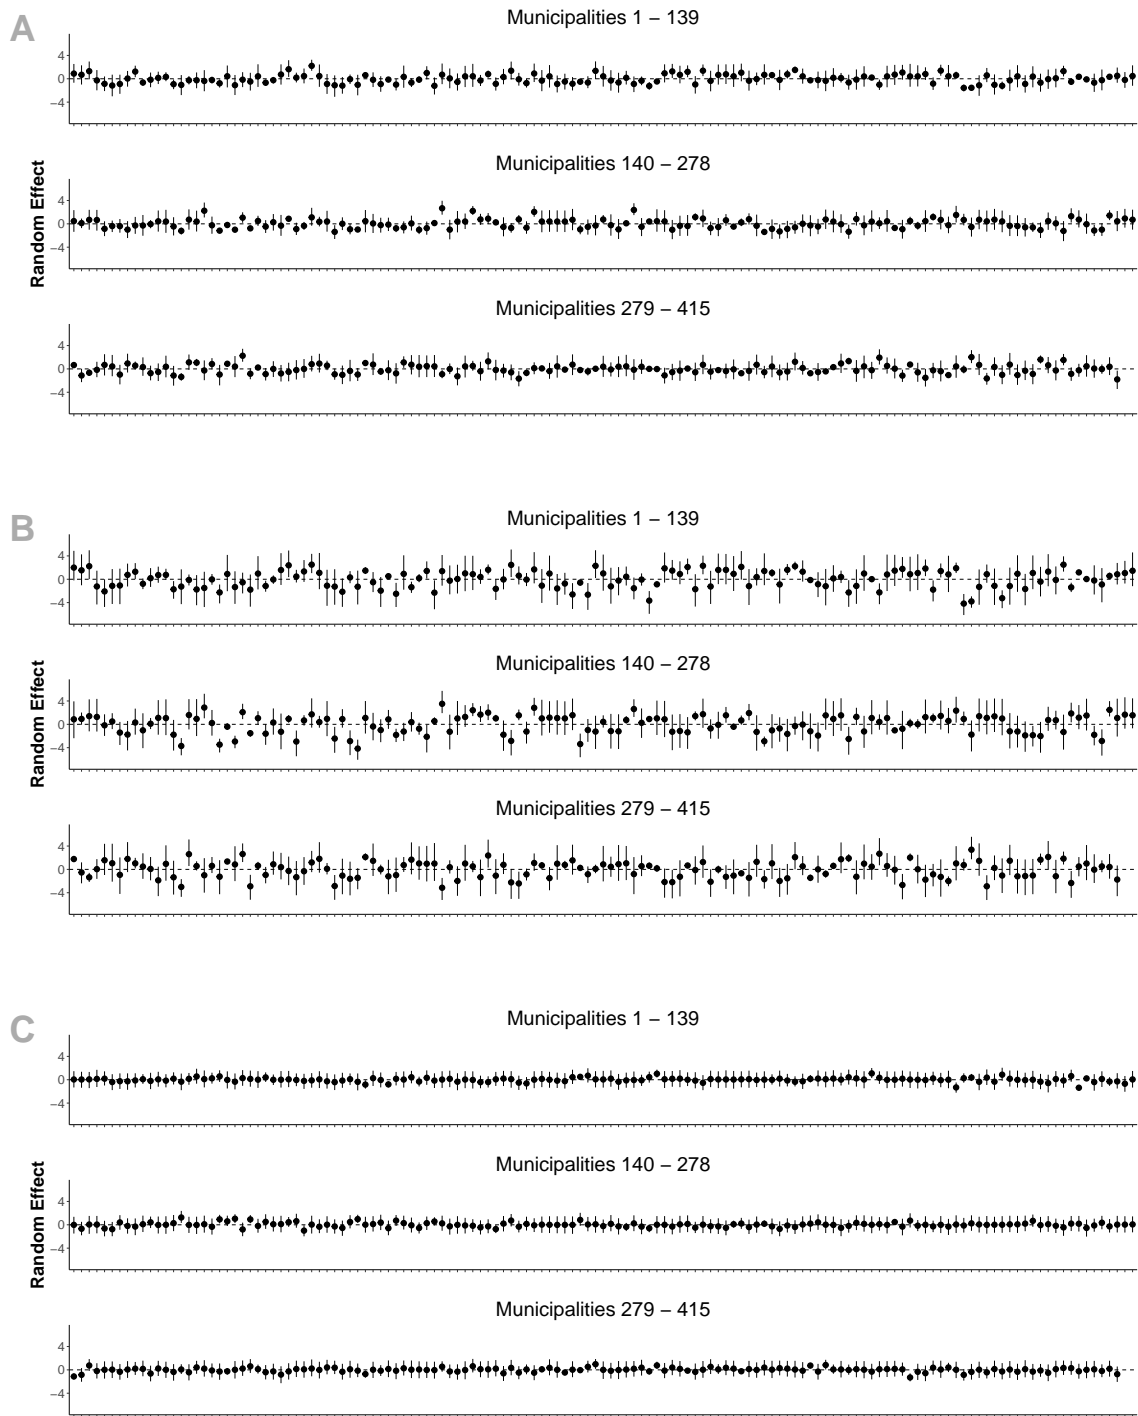 A
Municipalities 1 – 139
4
0
−4
Municipalities 140 – 278
Random Effect
4
0
−4
Municipalities 279 – 415
4
0
−4
B
Municipalities 1 – 139
4
0
−4
Municipalities 140 – 278
Random Effect
4
0
−4
Municipalities 279 – 415
4
0
−4
C
Municipalities 1 – 139
4
0
−4
Municipalities 140 – 278
Random Effect
4
0
−4
Municipalities 279 – 415
4
0
−4